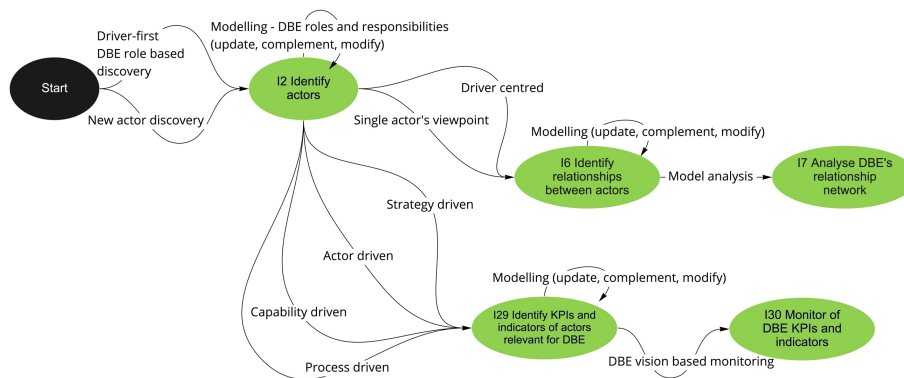 Driver-first
DBE role based
discovery
Start
New actor discovery
Modelling - DBE roles and responsibilities
(update, complement, modify)
I2 Identify
actors
Driver centred
Single actor's viewpoint
Modelling (update, complement, modify)
I6 Identify
relationships
between actors
Model analysis
I7 Analyse DBE's
relationship
network
Strategy driven
Actor driven
Capability driven
Process driven
Modelling (update, complement, modify)
I29 Identify KPIs and
indicators of actors
relevant for DBE
DBE vision based monitoring
I30 Monitor of
DBE KPIs and
indicators